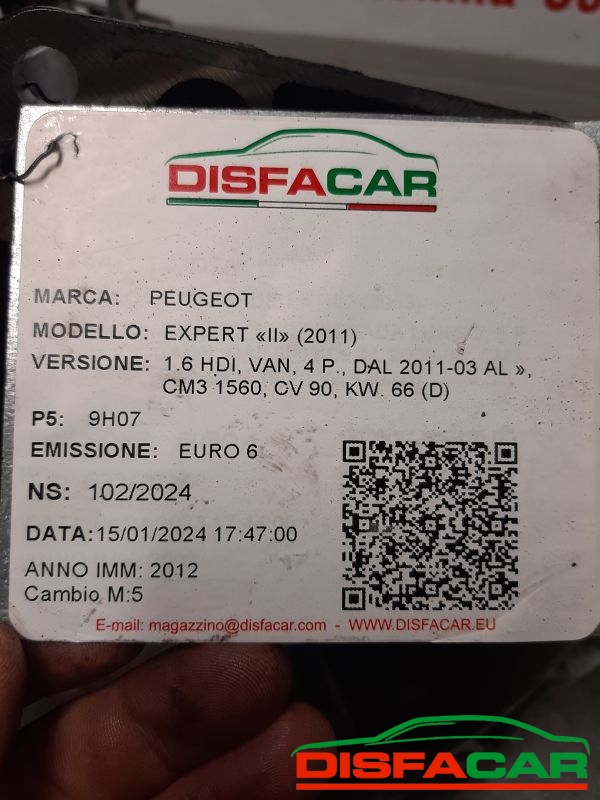 DISFACAR
MARCA: PEUGEOT
MODELLO: EXPERT «II» (2011)
VERSIONE: 1.6 HDI, VAN, 4 P., DAL 2011-03 AL »,
CM3 1560, CV 90, KW. 66 (D)
P5: 9H07
EMISSIONE: EURO 6
NS: 102/2024
DATA:15/01/2024 17:47:00
ANNO IMM: 2012
Cambio M:5
E-mail: magazzino@disfacar.com - WWW.DISFACAR.EU
DISFACAR